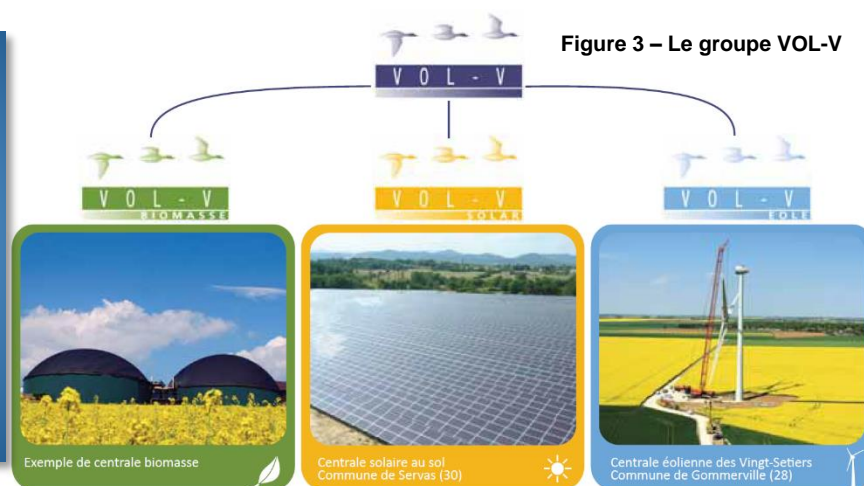 Figure 3 – Le groupe VOL-V
VOL-V
VOL-V
BIOMASSE
VOL-V
SOLAR
VOL-V
EOLE
Exemple de centrale biomasse
Centrale solaire au sol
Commune de Servas (30)
Centrale éolienne des Vingt-Setiers
Commune de Gommerville (28)